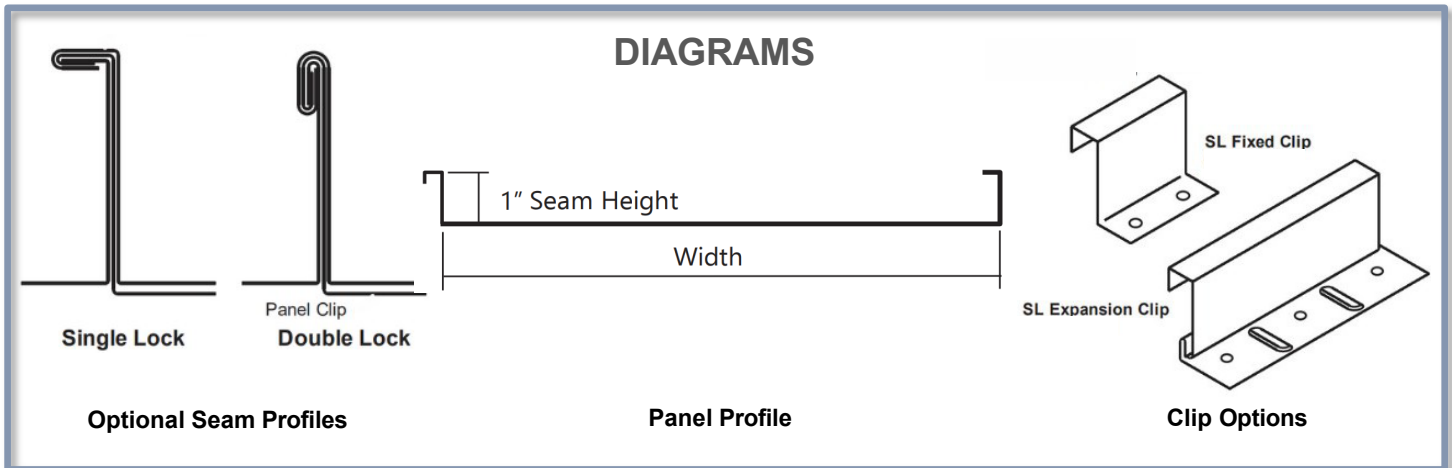 DIAGRAMS
SL Fixed Clip
1" Seam Height
Width
SL Expansion Clip
Panel Clip
Single Lock
Double Lock
Optional Seam Profiles
Panel Profile
Clip Options